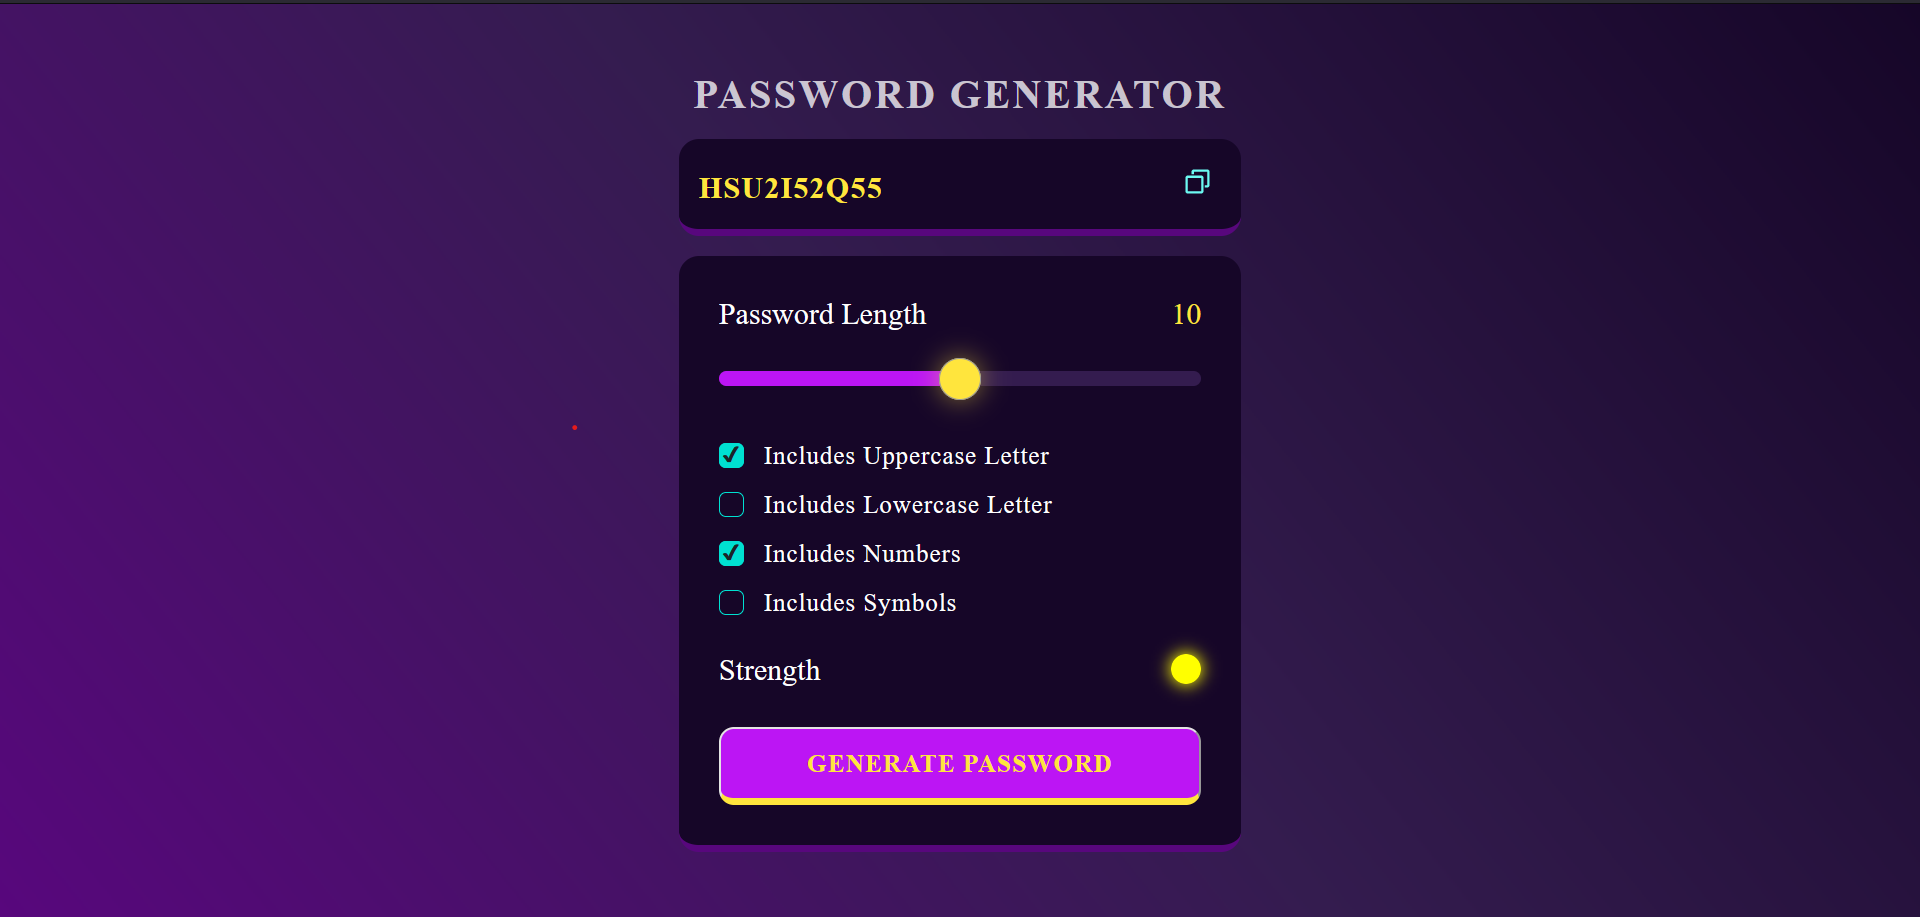 PASSWORD GENERATOR
HSU2I52Q55
Password Length 10
Includes Uppercase Letter
Includes Lowercase Letter
Includes Numbers
Includes Symbols
Strength
GENERATE PASSWORD